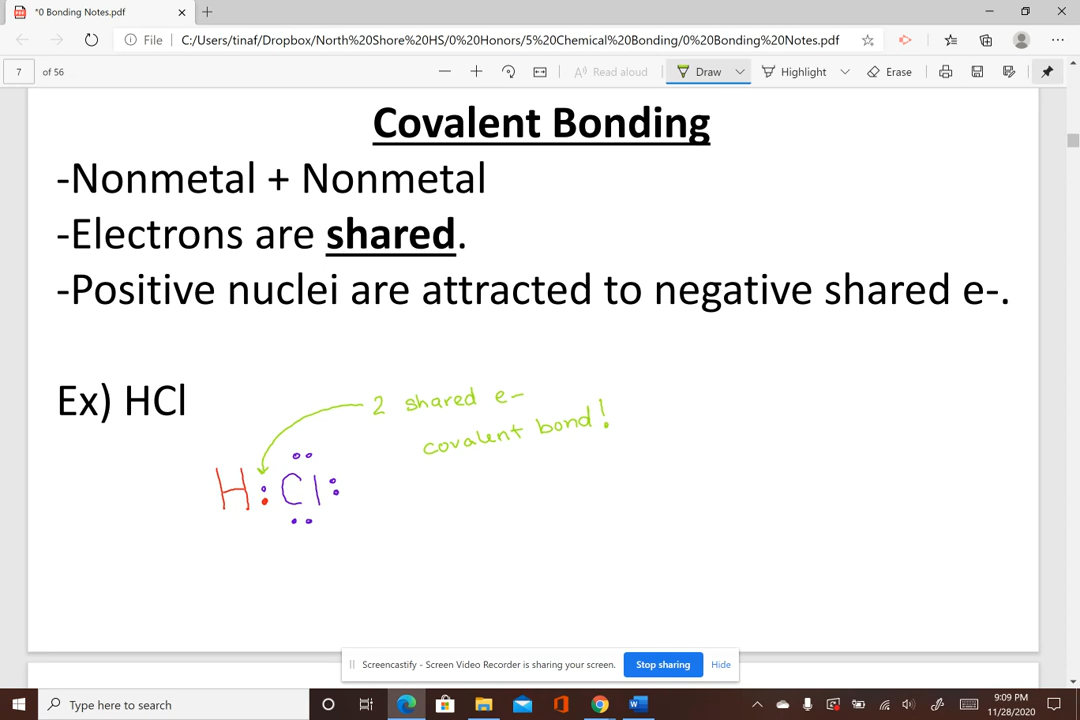 *0 Bonding Notes.pdf
File
C:/Users/tinaf/Dropbox/North%20Shore%20HS/0%20Honors/5%20Chemical%20Bonding/0%20Bonding%20Notes.pdf
7 of 56
Read aloud
Draw
Highlight
Erase
Covalent Bonding
-Nonmetal + Nonmetal
-Electrons are shared.
-Positive nuclei are attracted to negative shared e-.
Ex) HCl
2 shared e-
covalent bond!
H : Cl :
Screencastify - Screen Video Recorder is sharing your screen.
Stop sharing
Hide
Type here to search
9:09 PM
11/28/2020